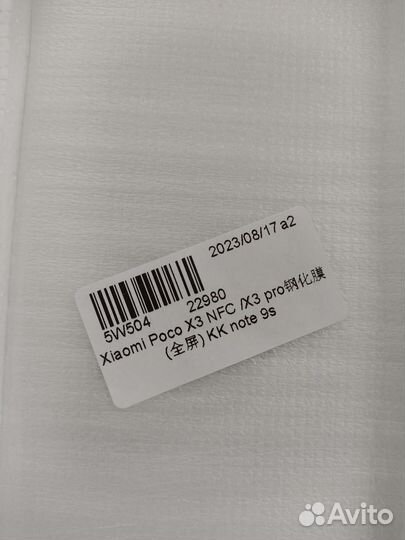 2023/08/17 a2
5W504 22980
Xiaomi Poco X3 NFC /X3 pro钢化膜
(全屏) KK note 9s
Avito